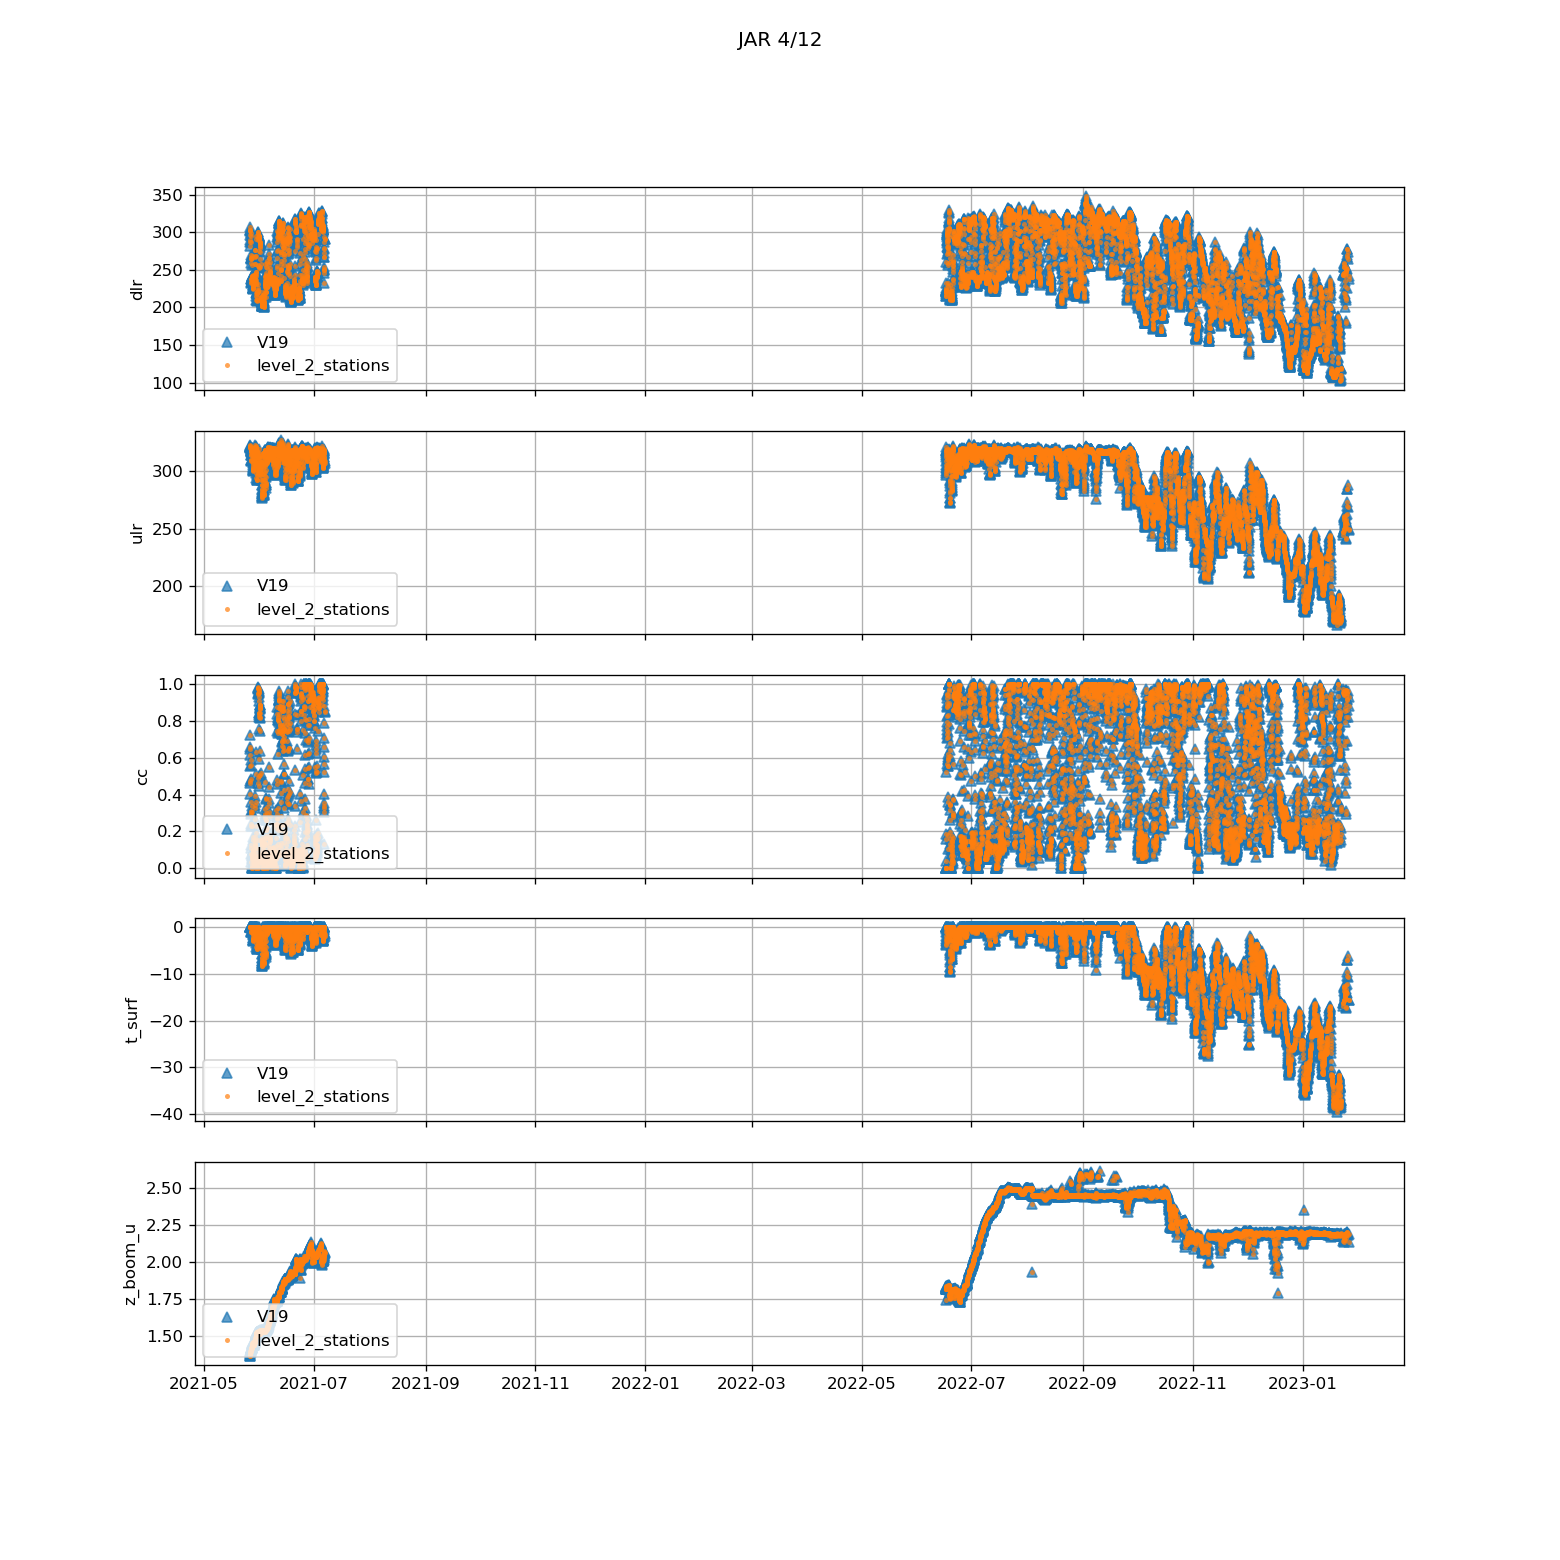 JAR 4/12
350
300
250
200
150
100
dlr
V19
level_2_stations
300
250
200
ulr
V19
level_2_stations
1.0
0.8
0.6
0.4
0.2
0.0
cc
V19
level_2_stations
0
−10
−20
−30
−40
t_surf
V19
level_2_stations
2.50
2.25
2.00
1.75
1.50
z_boom_u
V19
level_2_stations
2021-05 2021-07 2021-09 2021-11 2022-01 2022-03 2022-05 2022-07 2022-09 2022-11 2023-01